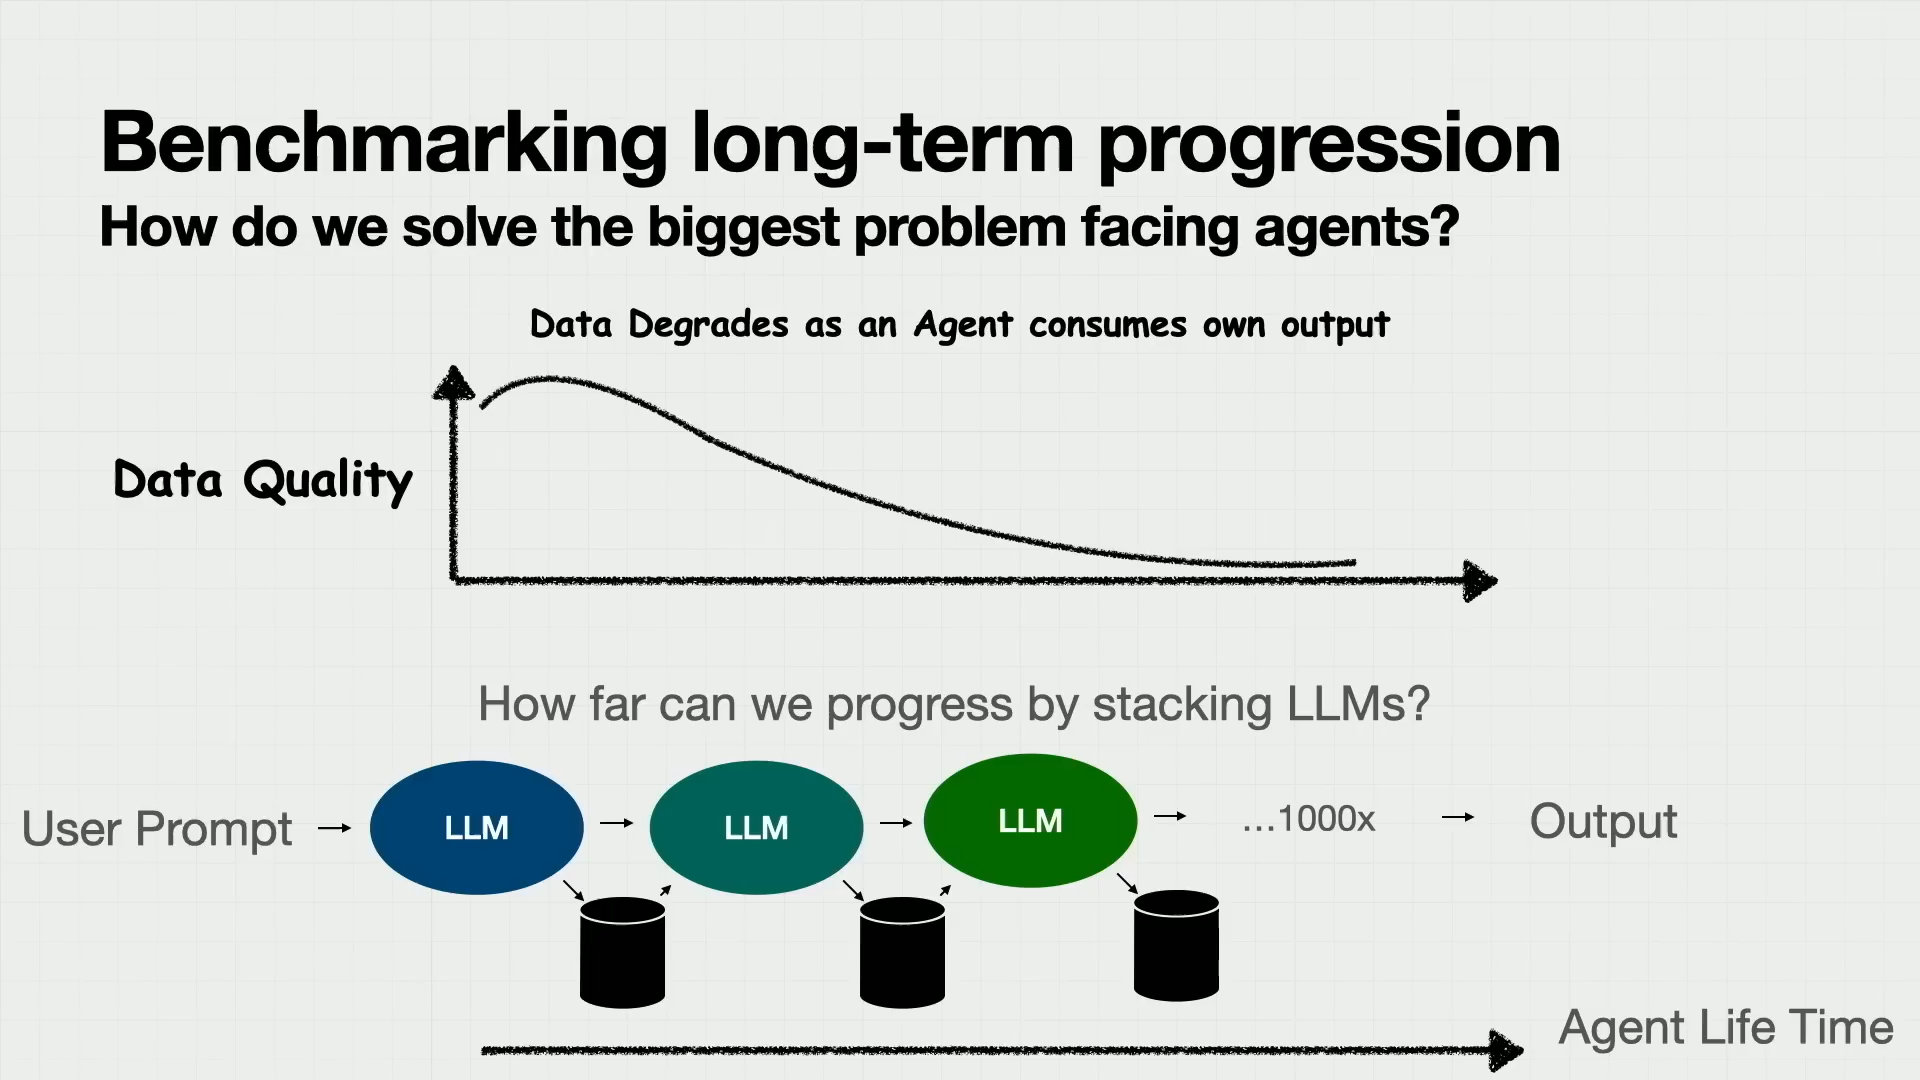 Benchmarking long-term progression
How do we solve the biggest problem facing agents?
Data Degrades as an Agent consumes own output
Data Quality
How far can we progress by stacking LLMs?
User Prompt
LLM
LLM
LLM
...1000x
Output
Agent Life Time